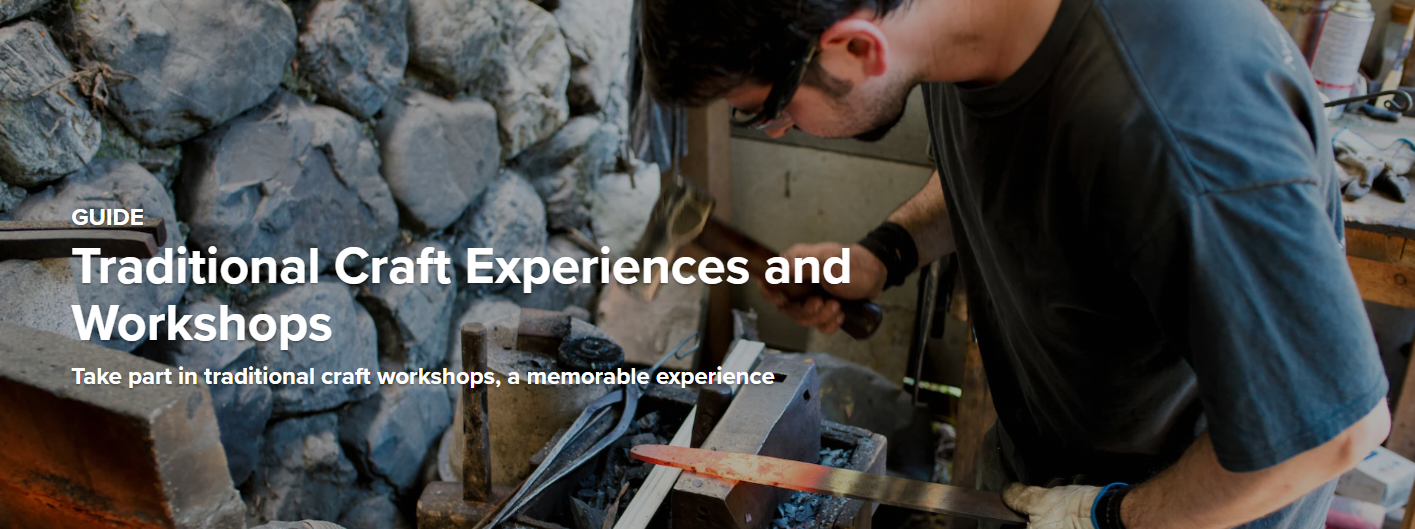 GUIDE
Traditional Craft Experiences and
Workshops
Take part in traditional craft workshops, a memorable experience